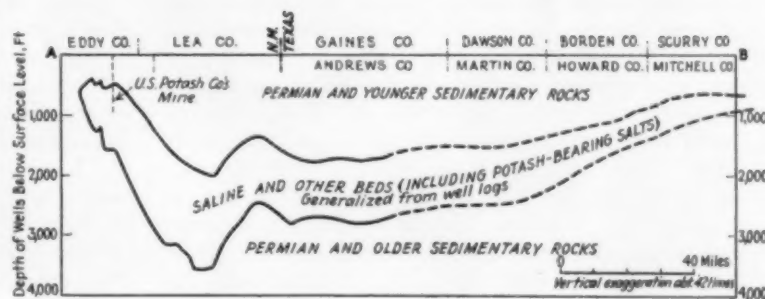 EDDY CO. LEA CO. N.M. TEXAS GAINES CO DAWSON CO. BORDEN CO. SCURRY CO
A ANDREWS CO. MARTIN CO. HOWARD CO. MITCHELL CO B
U.S. Potash Co's
Mine
PERMIAN AND YOUNGER SEDIMENTARY ROCKS
1,000 1,000
SALINE AND OTHER BEDS (INCLUDING POTASH-BEARING SALTS)
2,000 2,000
Generalized from well logs
3,000 3,000
PERMIAN AND OLDER SEDIMENTARY ROCKS
0 40 Miles
Vertical exaggeration abt. 42 times
4,000 4,000
Depth of Wells Below Surface Level, Ft